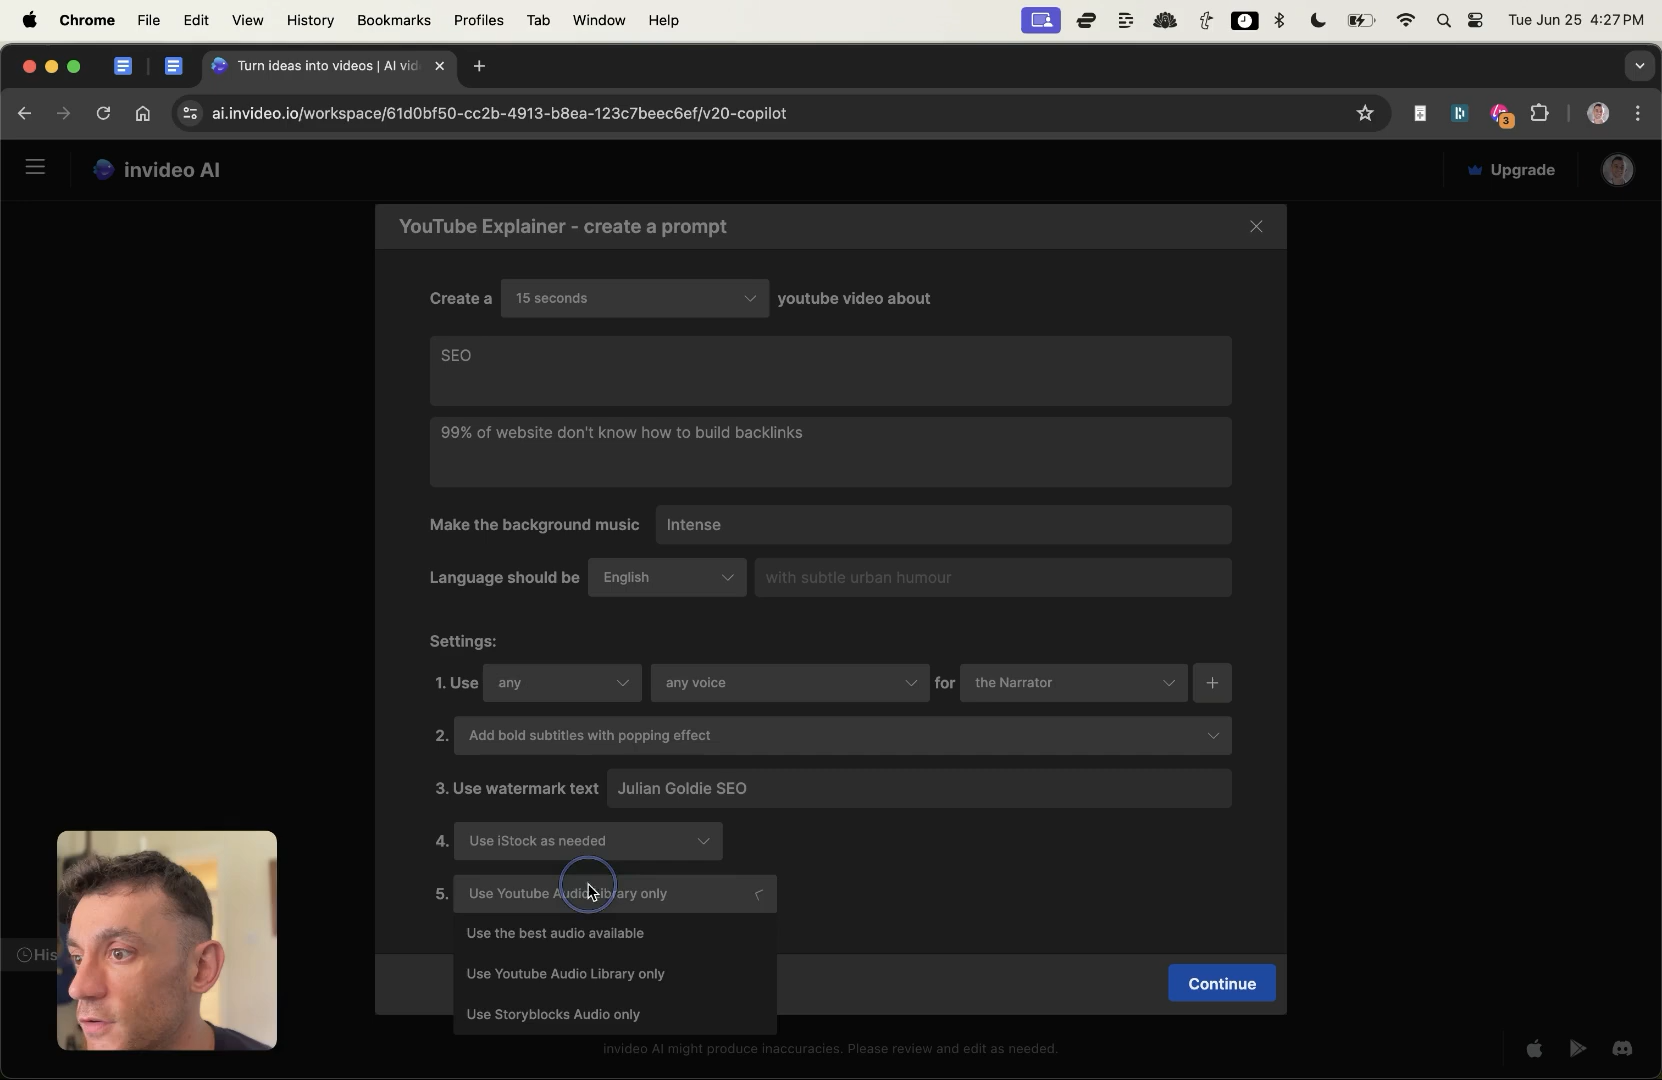 Chrome File Edit View History Bookmarks Profiles Tab Window Help Tue Jun 25 4:27 PM
Turn ideas into videos | AI vid
ai.invideo.io/workspace/61d0bf50-cc2b-4913-b8ea-123c7beec6ef/v20-copilot
3
invideo AI
Upgrade
YouTube Explainer - create a prompt
Create a 15 seconds youtube video about
SEO
99% of website don't know how to build backlinks
Make the background music Intense
Language should be English with subtle urban humour
Settings:
1. Use any any voice for the Narrator +
2. Add bold subtitles with popping effect
3. Use watermark text Julian Goldie SEO
4. Use iStock as needed
5. Use Youtube Audio Library only
Use the best audio available
His
Use Youtube Audio Library only
Continue
Use Storyblocks Audio only
invideo AI might produce inaccuracies. Please review and edit as needed.